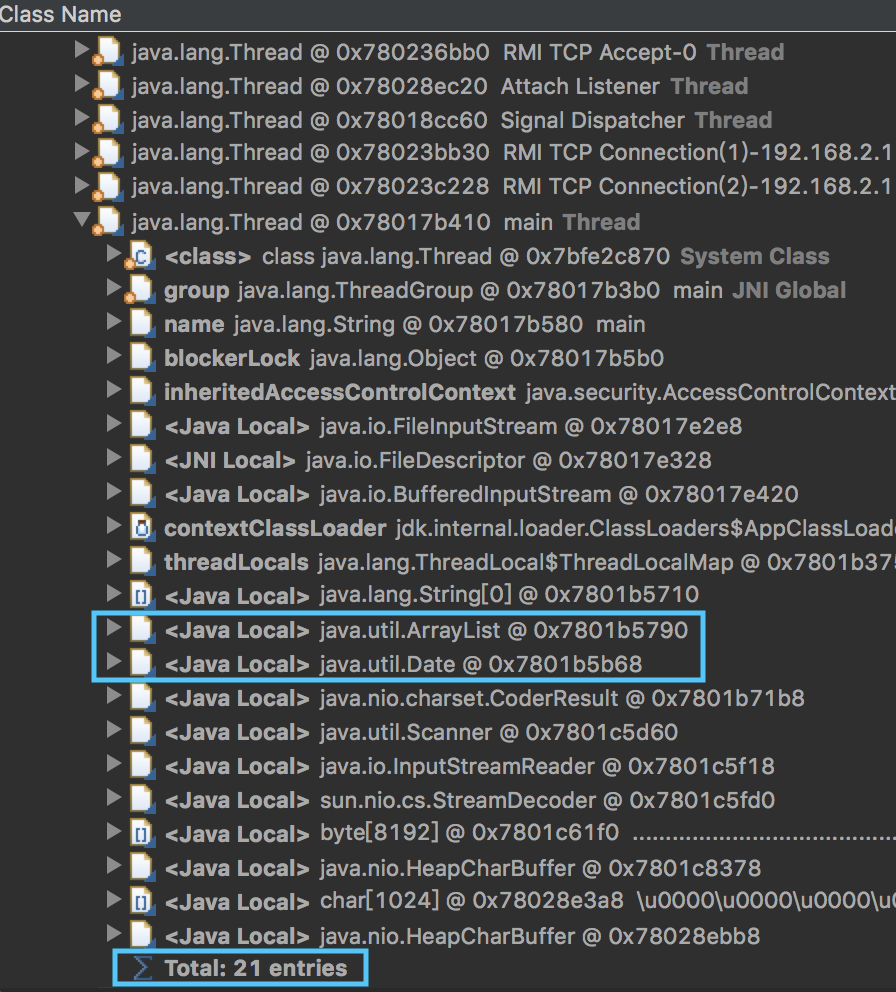 Class Name
java.lang.Thread @ 0x780236bb0 RMI TCP Accept-0 Thread
java.lang.Thread @ 0x78028ec20 Attach Listener Thread
java.lang.Thread @ 0x78018cc60 Signal Dispatcher Thread
java.lang.Thread @ 0x78023bb30 RMI TCP Connection(1)-192.168.2.1
java.lang.Thread @ 0x78023c228 RMI TCP Connection(2)-192.168.2.1
java.lang.Thread @ 0x78017b410 main Thread
<class> class java.lang.Thread @ 0x7bfe2c870 System Class
group java.lang.ThreadGroup @ 0x78017b3b0 main JNI Global
name java.lang.String @ 0x78017b580 main
blockerLock java.lang.Object @ 0x78017b5b0
inheritedAccessControlContext java.security.AccessControlContext
<Java Local> java.io.FileInputStream @ 0x78017e2e8
<JNI Local> java.io.FileDescriptor @ 0x78017e328
<Java Local> java.io.BufferedInputStream @ 0x78017e420
contextClassLoader jdk.internal.loader.ClassLoaders$AppClassLoade
threadLocals java.lang.ThreadLocal$ThreadLocalMap @ 0x7801b375
<Java Local> java.lang.String[0] @ 0x7801b5710
<Java Local> java.util.ArrayList @ 0x7801b5790
<Java Local> java.util.Date @ 0x7801b5b68
<Java Local> java.nio.charset.CoderResult @ 0x7801b71b8
<Java Local> java.util.Scanner @ 0x7801c5d60
<Java Local> java.io.InputStreamReader @ 0x7801c5f18
<Java Local> sun.nio.cs.StreamDecoder @ 0x7801c5fd0
<Java Local> byte[8192] @ 0x7801c61f0 ........................................
<Java Local> java.nio.HeapCharBuffer @ 0x7801c8378
<Java Local> char[1024] @ 0x78028e3a8 \u0000\u0000\u0000\u0
<Java Local> java.nio.HeapCharBuffer @ 0x78028ebb8
Total: 21 entries